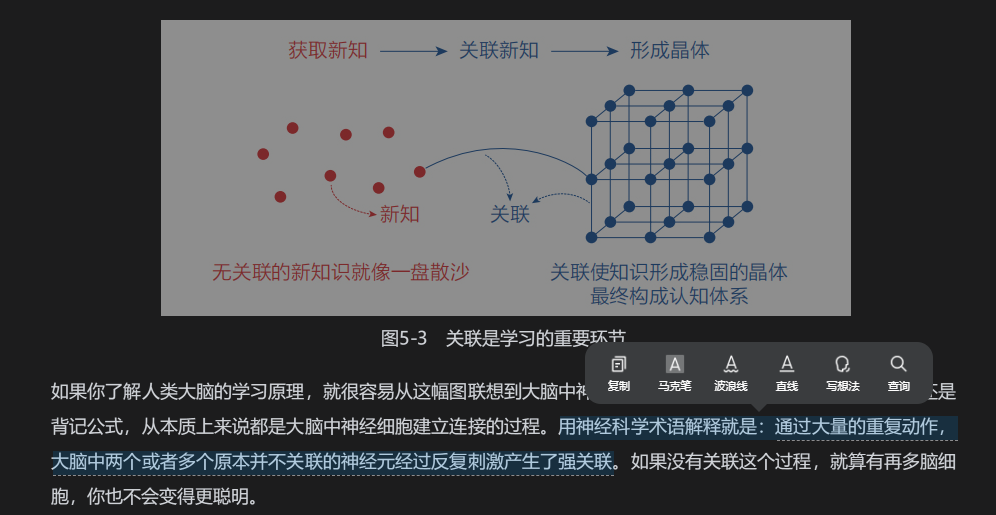 获取新知 关联新知 形成晶体
新知 关联
无关联的新知识就像一盘散沙 关联使知识形成稳固的晶体
最终构成认知体系
图5-3 关联是学习的重要环节
复制 马克笔 波浪线 直线 写想法 查询
如果你了解人类大脑的学习原理，就很容易从这幅图联想到大脑中神 还是
背记公式，从本质上来说都是大脑中神经细胞建立连接的过程。用神经科学术语解释就是：通过大量的重复动作，
大脑中两个或者多个原本并不关联的神经元经过反复刺激产生了强关联。如果没有关联这个过程，就算有再多脑细
胞，你也不会变得更聪明。